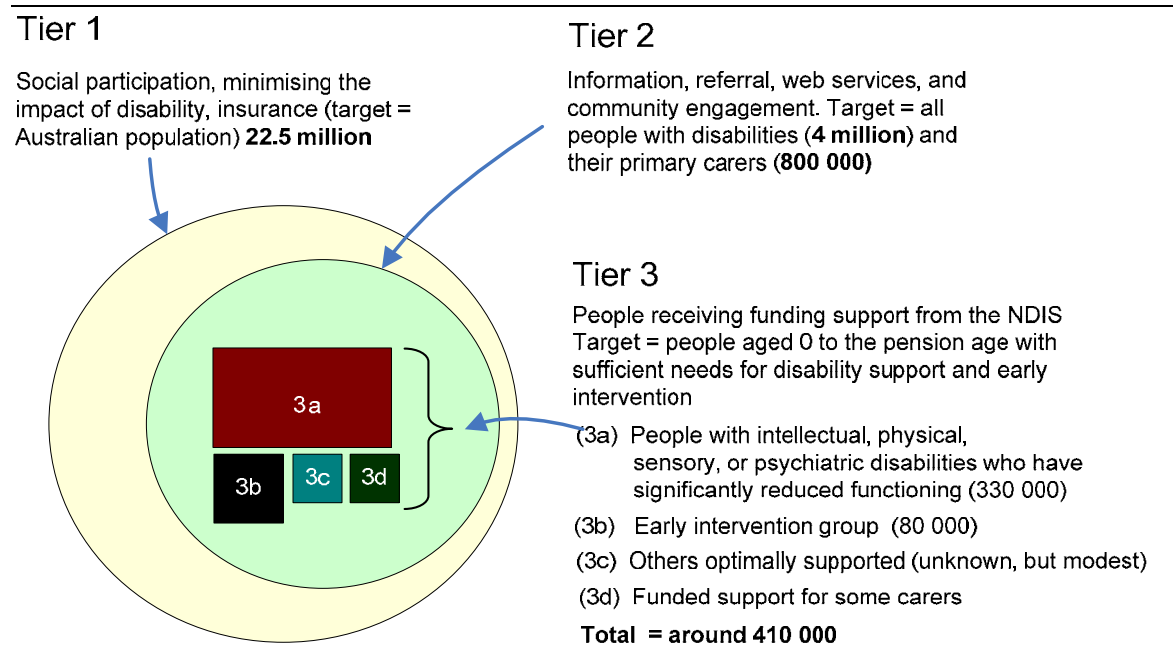 Tier 1
Social participation, minimising the
impact of disability, insurance (target =
Australian population) 22.5 million
Tier 2
Information, referral, web services, and
community engagement. Target = all
people with disabilities (4 million) and
their primary carers (800 000)
Tier 3
People receiving funding support from the NDIS
Target = people aged 0 to the pension age with
sufficient needs for disability support and early
intervention
(3a) People with intellectual, physical,
sensory, or psychiatric disabilities who have
significantly reduced functioning (330 000)
(3b) Early intervention group (80 000)
(3c) Others optimally supported (unknown, but modest)
(3d) Funded support for some carers
Total = around 410 000
3a
3b
3c
3d